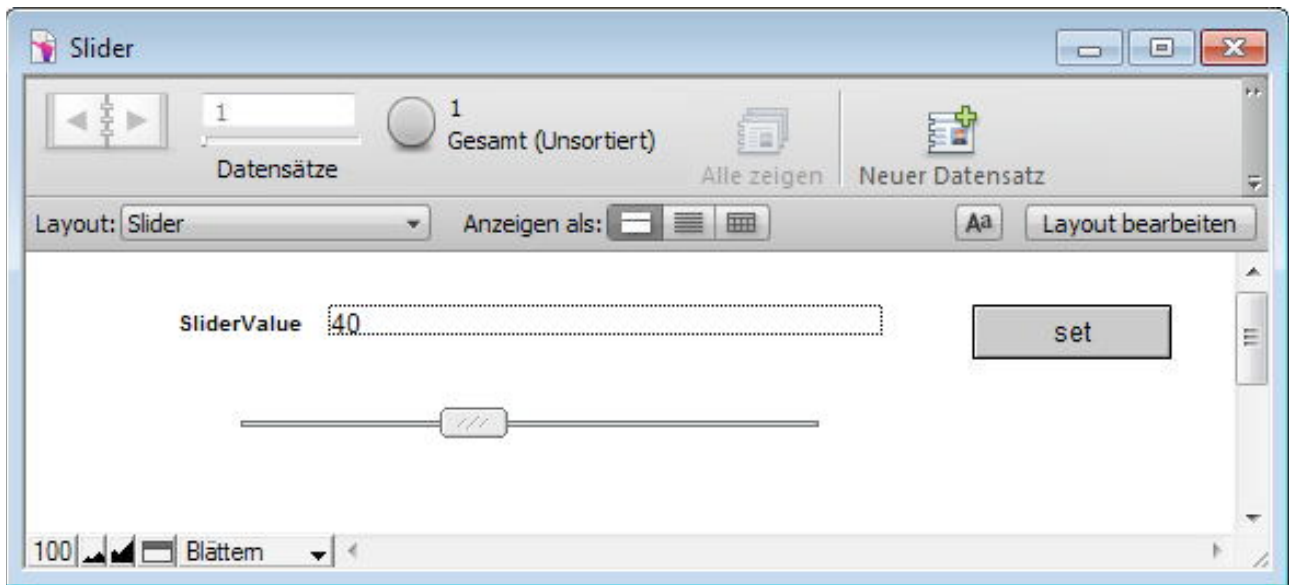 Slider
1
1
Gesamt (Unsortiert)
Datensätze
Alle zeigen
Neuer Datensatz
Layout: Slider
Anzeigen als:
Aa
Layout bearbeiten
SliderValue 40
set
100 Blättern